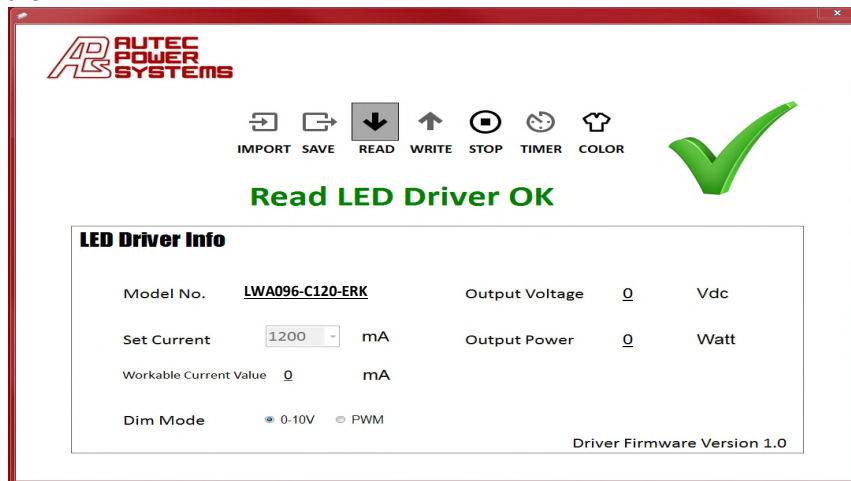 AUTEC
POWER
SYSTEMS
IMPORT SAVE READ WRITE STOP TIMER COLOR
Read LED Driver OK
LED Driver Info
Model No. LWA096-C120-ERK Output Voltage 0 Vdc
Set Current 1200 mA Output Power 0 Watt
Workable Current Value 0 mA
Dim Mode 0-10V PWM
Driver Firmware Version 1.0